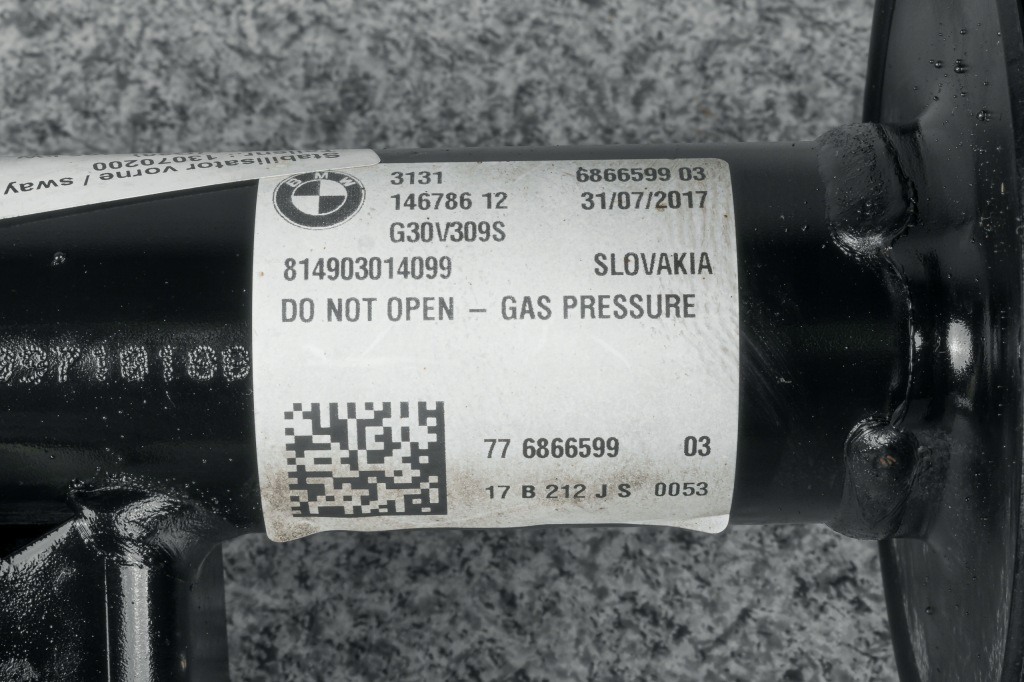 Stabilisator vorne / sway
13070200
BMW
3131
6866599 03
146786 12
31/07/2017
G30V309S
814903014099
SLOVAKIA
DO NOT OPEN – GAS PRESSURE
77 6866599 03
17 B 212 J S 0053